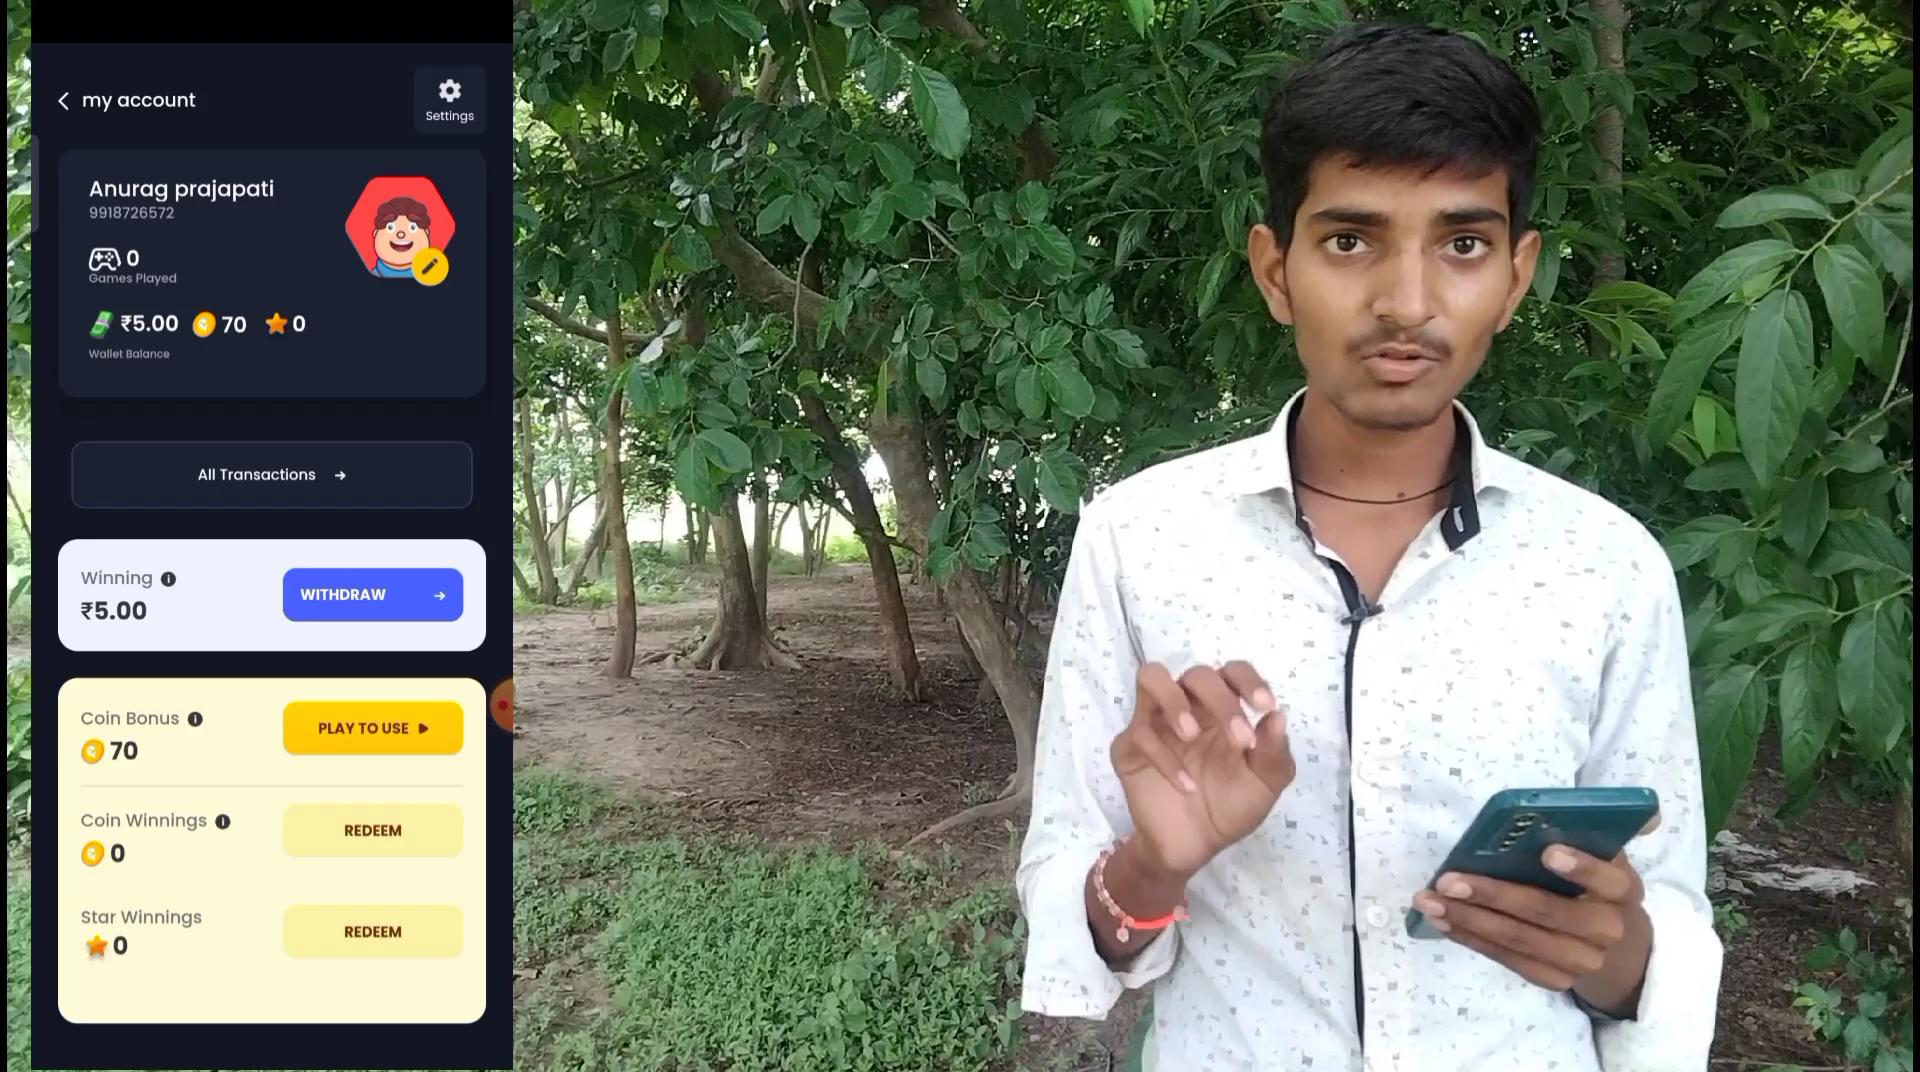 my account
Settings
Anurag prajapati
9918726572
0
Games Played
₹5.00 70 0
Wallet Balance
All Transactions
Winning
₹5.00
WITHDRAW
Coin Bonus
70
PLAY TO USE
Coin Winnings
0
REDEEM
Star Winnings
0
REDEEM